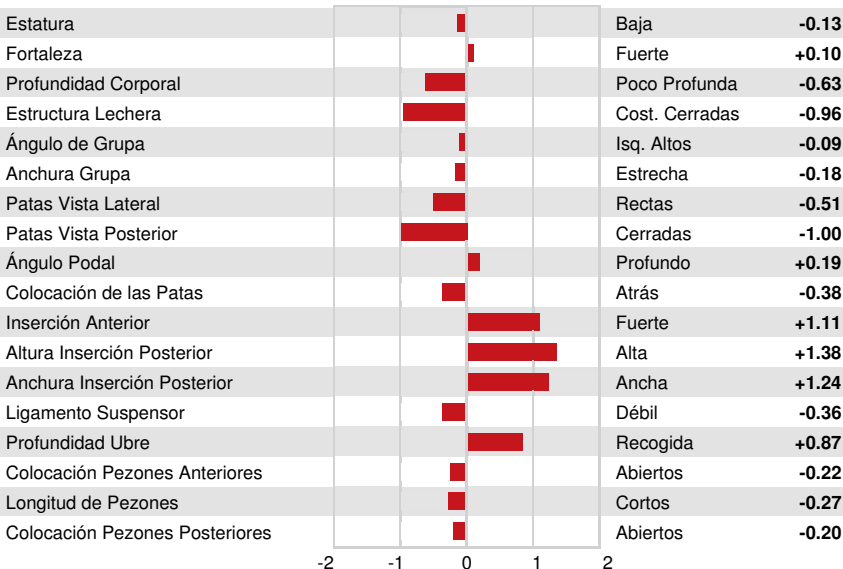 Estatura Baja -0.13
Fortaleza Fuerte +0.10
Profundidad Corporal Poco Profunda -0.63
Estructura Lechera Cost. Cerradas -0.96
Ángulo de Grupa Isq. Altos -0.09
Anchura Grupa Estrecha -0.18
Patas Vista Lateral Rectas -0.51
Patas Vista Posterior Cerradas -1.00
Ángulo Podal Profundo +0.19
Colocación de las Patas Atrás -0.38
Inserción Anterior Fuerte +1.11
Altura Inserción Posterior Alta +1.38
Anchura Inserción Posterior Ancha +1.24
Ligamento Suspensor Débil -0.36
Profundidad Ubre Recogida +0.87
Colocación Pezones Anteriores Abiertos -0.22
Longitud de Pezones Cortos -0.27
Colocación Pezones Posteriores Abiertos -0.20
-2 -1 0 1 2